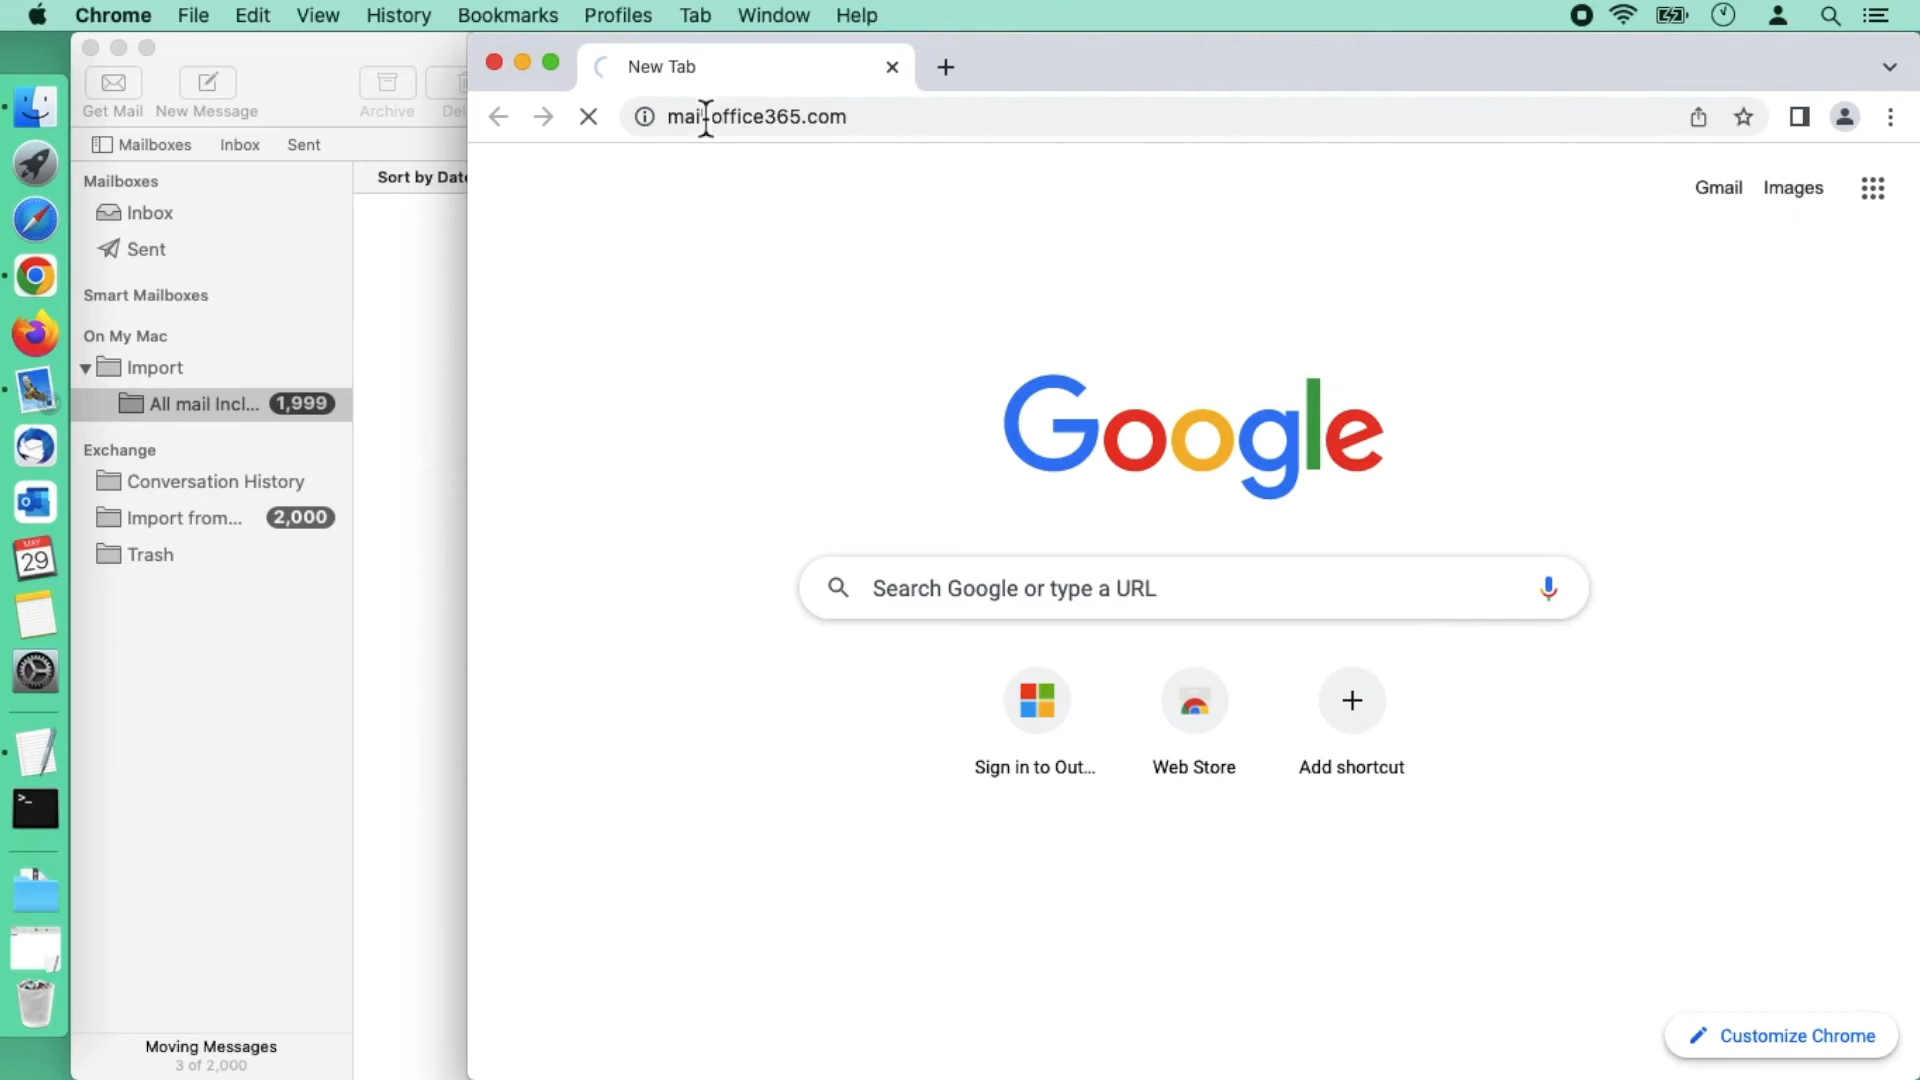 Chrome File Edit View History Bookmarks Profiles Tab Window Help
New Tab
Get Mail New Message Archive Del
mail.office365.com
Mailboxes Inbox Sent
Sort by Date
Mailboxes
Inbox
Sent
Smart Mailboxes
On My Mac
Import
All mail Incl... 1,999
Exchange
Conversation History
Import from... 2,000
Trash
Moving Messages
3 of 2,000
Gmail Images
Google
Search Google or type a URL
Sign in to Out... Web Store Add shortcut
Customize Chrome
MAY
29